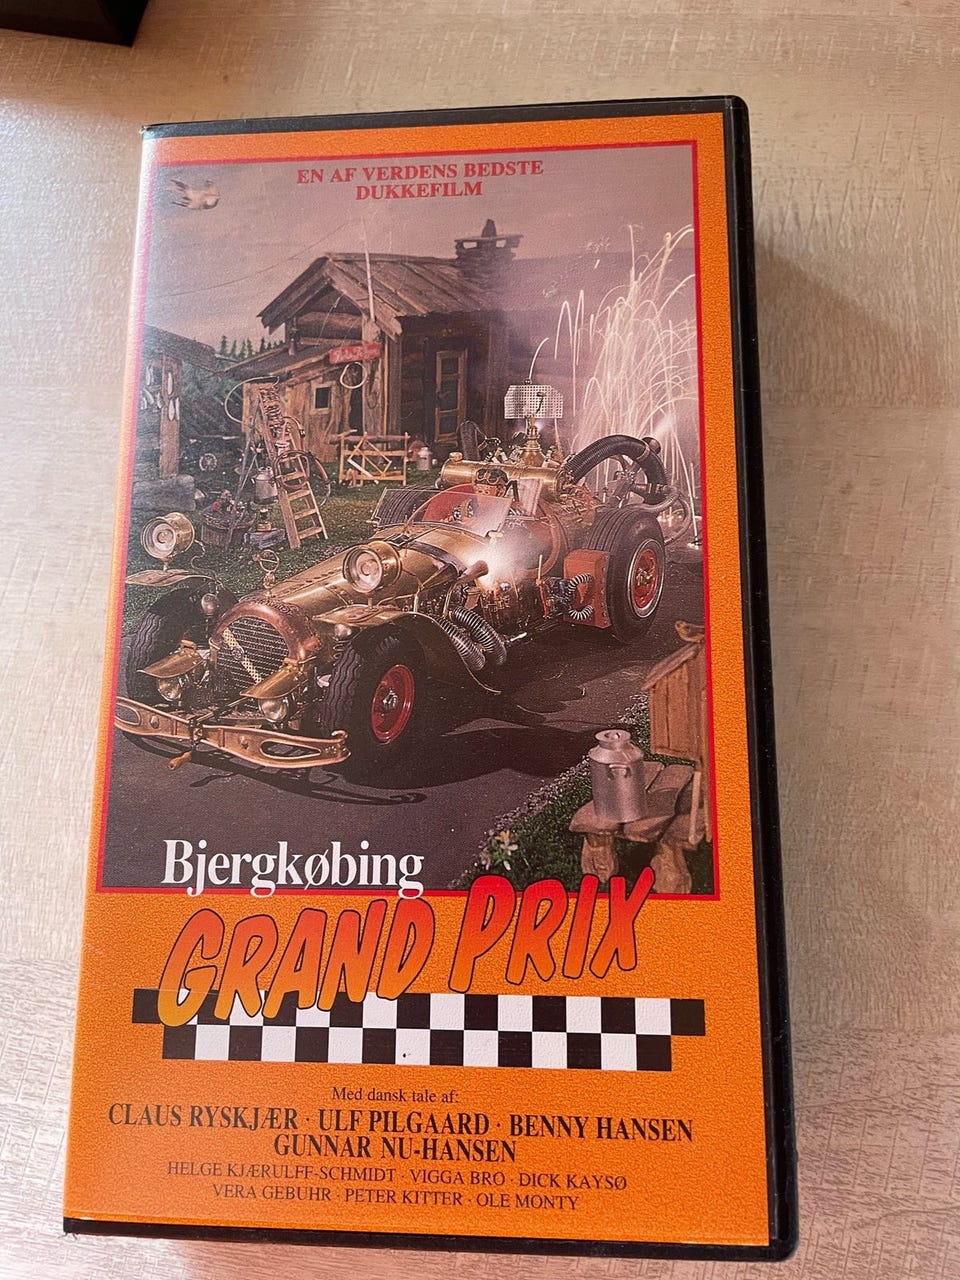 EN AF VERDENS BEDSTE
DUKKEFILM
Bjergkøbing
GRAND PRIX
Med dansk tale af:
CLAUS RYSKJÆR · ULF PILGAARD · BENNY HANSEN
GUNNAR NU-HANSEN
HELGE KJÆRULFF-SCHMIDT · VIGGA BRO · DICK KAYSØ
VERA GEBUHR · PETER KITTER · OLE MONTY